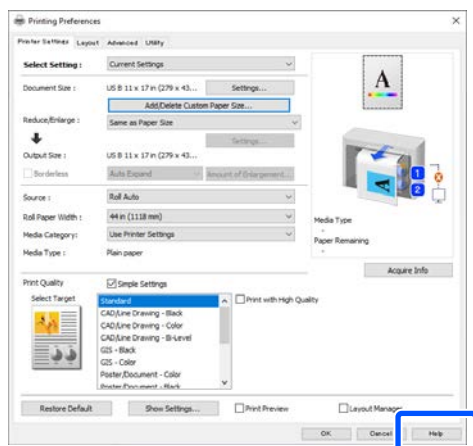 Printing Preferences
Printer Settings Layout Advanced Utility
Select Setting : Current Settings
Document Size : US B 11 x 17 in (279 x 43... Settings...
Add/Delete Custom Paper Size...
Reduce/Enlarge : Same as Paper Size
Settings...
Output Size : US B 11 x 17 in (279 x 43...
Borderless Auto Expand Amount of Enlargement...
Source : Roll Auto
Roll Paper Width : 44 in (1118 mm)
Media Category: Use Printer Settings
Media Type : Plain paper
Print Quality Simple Settings
Select Target
Standard
CAD/Line Drawing - Black
CAD/Line Drawing - Color
CAD/Line Drawing - Bi-Level
GIS - Black
GIS - Color
Poster/Document - Color
Poster/Document - Black
Print with High Quality
A
1
2
A
Media Type
-
Paper Remaining
-
Acquire Info
Restore Default Show Settings... Print Preview Layout Manager
OK Cancel Help